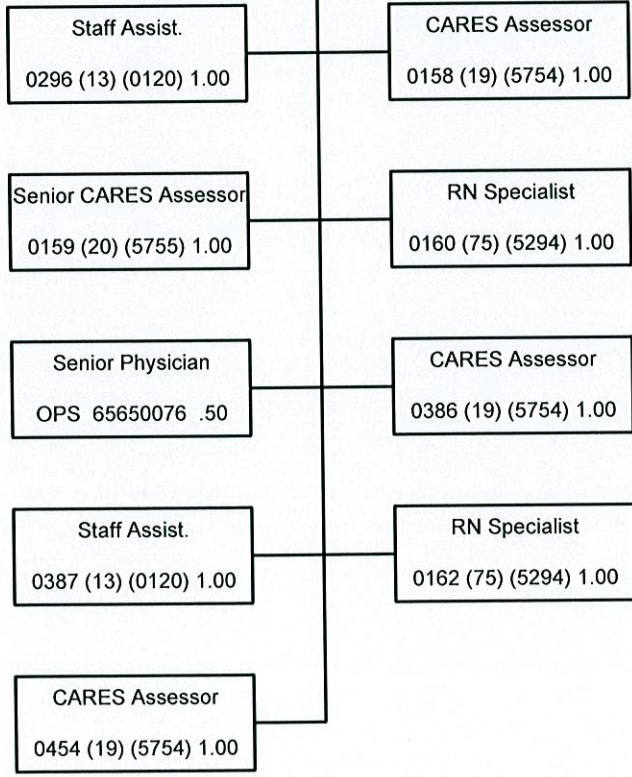 Staff Assist.
0296 (13) (0120) 1.00
CARES Assessor
0158 (19) (5754) 1.00
Senior CARES Assessor
0159 (20) (5755) 1.00
RN Specialist
0160 (75) (5294) 1.00
Senior Physician
OPS 65650076 .50
CARES Assessor
0386 (19) (5754) 1.00
Staff Assist.
0387 (13) (0120) 1.00
RN Specialist
0162 (75) (5294) 1.00
CARES Assessor
0454 (19) (5754) 1.00